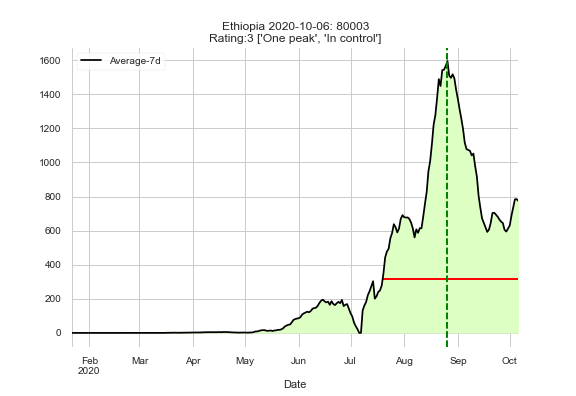 Ethiopia 2020-10-06: 80003
Rating:3 ['One peak', 'In control']
Average-7d
1600
1400
1200
1000
800
600
400
200
0
Feb Mar Apr May Jun Jul Aug Sep Oct
2020
Date